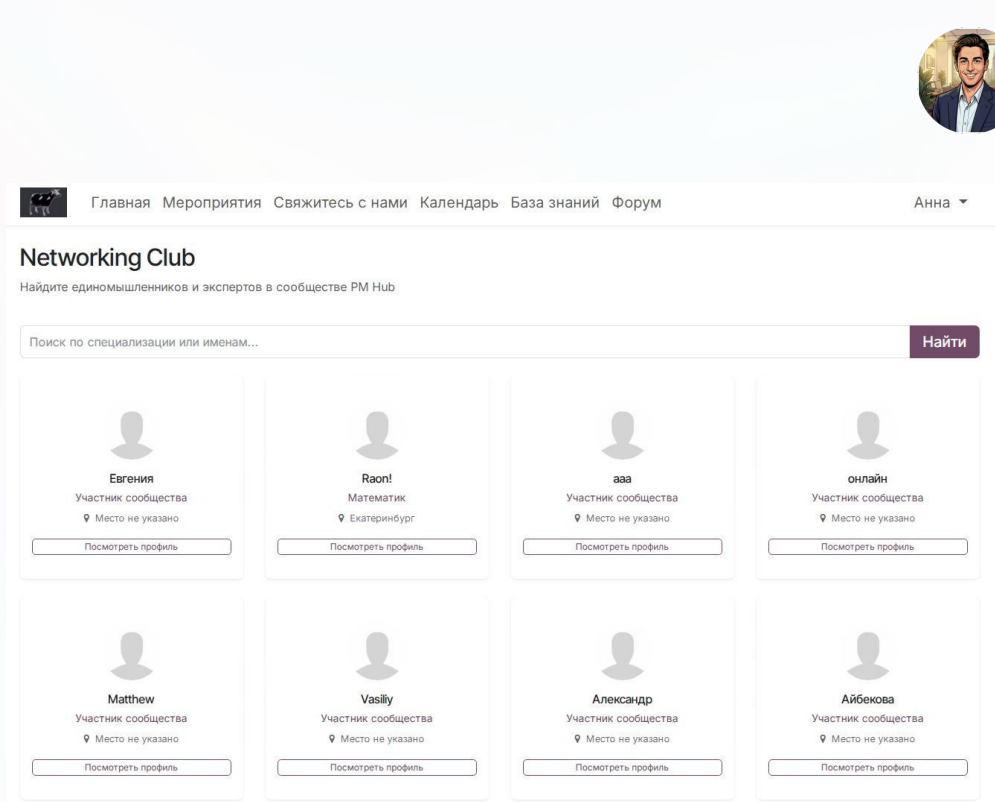 Главная Мероприятия Свяжитесь с нами Календарь База знаний Форум Анна
Networking Club
Найдите единомышленников и экспертов в сообществе PM Hub
Поиск по специализации или именам... Найти
Евгения Raon! aaa онлайн
Участник сообщества Математик Участник сообщества Участник сообщества
Место не указано Екатеринбург Место не указано Место не указано
Посмотреть профиль Посмотреть профиль Посмотреть профиль Посмотреть профиль
Matthew Vasiliy Александр Айбекова
Участник сообщества Участник сообщества Участник сообщества Участник сообщества
Место не указано Место не указано Место не указано Место не указано
Посмотреть профиль Посмотреть профиль Посмотреть профиль Посмотреть профиль